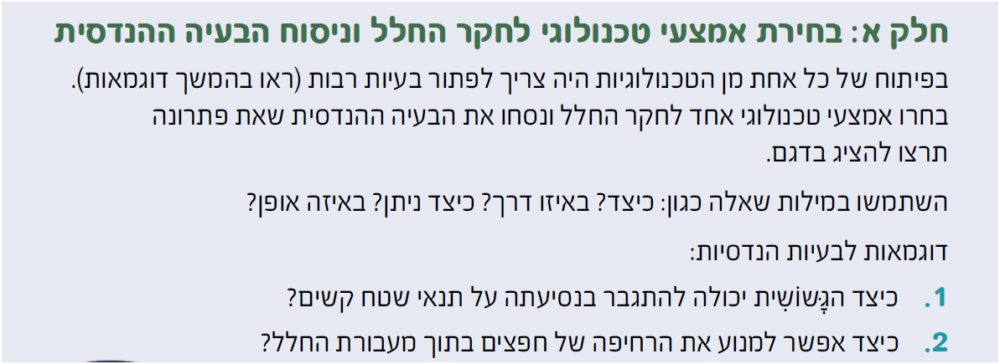 חלק א: בחירת אמצעי טכנולוגי לחקר החלל וניסוח הבעיה ההנדסית
בפיתוח של כל אחת מן הטכנולוגיות היה צריך לפתור בעיות רבות (ראו בהמשך דוגמאות).
בחרו אמצעי טכנולוגי אחד לחקר החלל ונסחו את הבעיה ההנדסית שאת פתרונה
תרצו להציג בדגם.
השתמשו במילות שאלה כגון: כיצד? באיזו דרך? כיצד ניתן? באיזה אופן?
דוגמאות לבעיות הנדסיות:
1. כיצד הגָּשׁוֹשִׁית יכולה להתגבר בנסיעתה על תנאי שטח קשים?
2. כיצד אפשר למנוע את הרחיפה של חפצים בתוך מעבורת החלל?